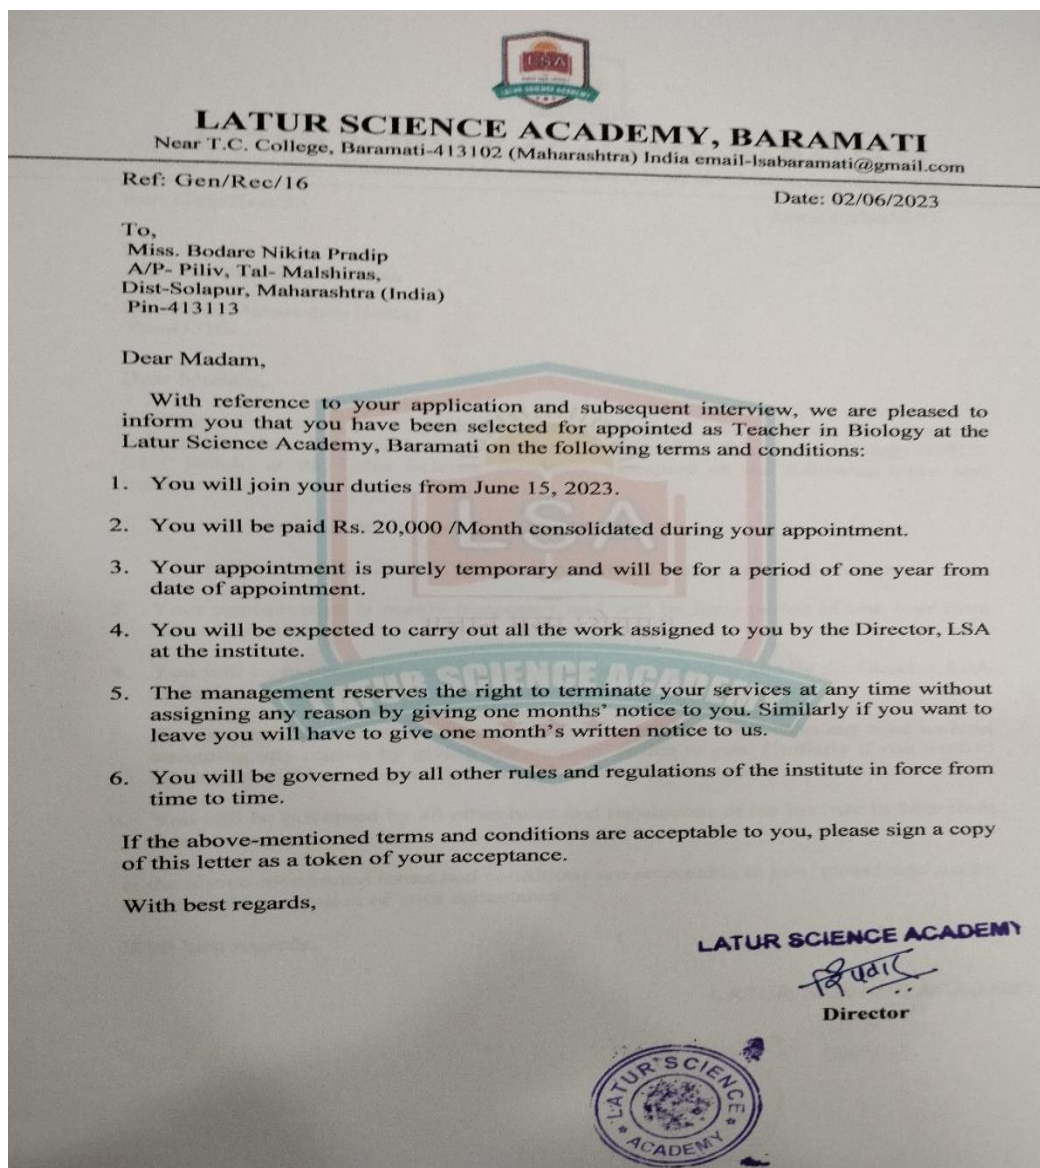 LSA
LATUR SCIENCE ACADEMY
LATUR SCIENCE ACADEMY, BARAMATI
Near T.C. College, Baramati-413102 (Maharashtra) India email-lsabaramati@gmail.com
Ref: Gen/Rec/16
Date: 02/06/2023
To,
Miss. Bodare Nikita Pradip
A/P- Piliv, Tal- Malshiras,
Dist-Solapur, Maharashtra (India)
Pin-413113
Dear Madam,
With reference to your application and subsequent interview, we are pleased to
inform you that you have been selected for appointed as Teacher in Biology at the
Latur Science Academy, Baramati on the following terms and conditions:
1. You will join your duties from June 15, 2023.
2. You will be paid Rs. 20,000 /Month consolidated during your appointment.
LSA
3. Your appointment is purely temporary and will be for a period of one year from
date of appointment.
4. You will be expected to carry out all the work assigned to you by the Director, LSA
at the institute.
LATUR SCIENCE ACADEMY
5. The management reserves the right to terminate your services at any time without
assigning any reason by giving one months' notice to you. Similarly if you want to
leave you will have to give one month's written notice to us.
6. You will be governed by all other rules and regulations of the institute in force from
time to time.
If the above-mentioned terms and conditions are acceptable to you, please sign a copy
of this letter as a token of your acceptance.
With best regards,
LATUR SCIENCE ACADEMY
Director
LATUR SCIENCE
ACADEMY